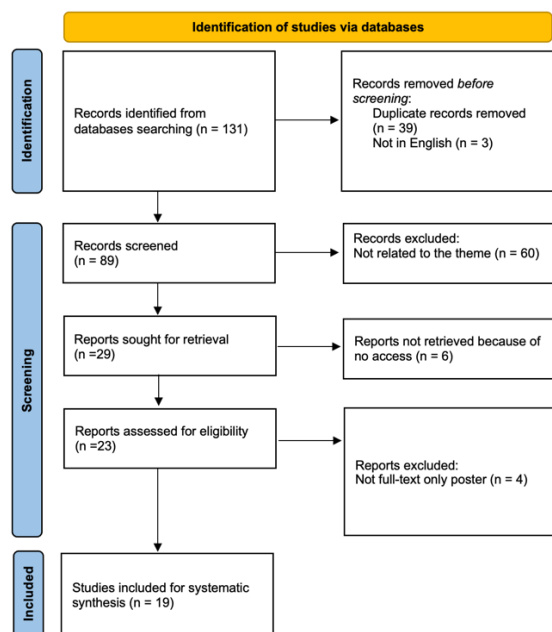 Identification of studies via databases
Identification
Records identified from
databases searching (n = 131)
Records removed before
screening:
Duplicate records removed
(n = 39)
Not in English (n = 3)
Screening
Records screened
(n = 89)
Records excluded:
Not related to the theme (n = 60)
Reports sought for retrieval
(n =29)
Reports not retrieved because of
no access (n = 6)
Reports assessed for eligibility
(n =23)
Reports excluded:
Not full-text only poster (n = 4)
Included
Studies included for systematic
synthesis (n = 19)